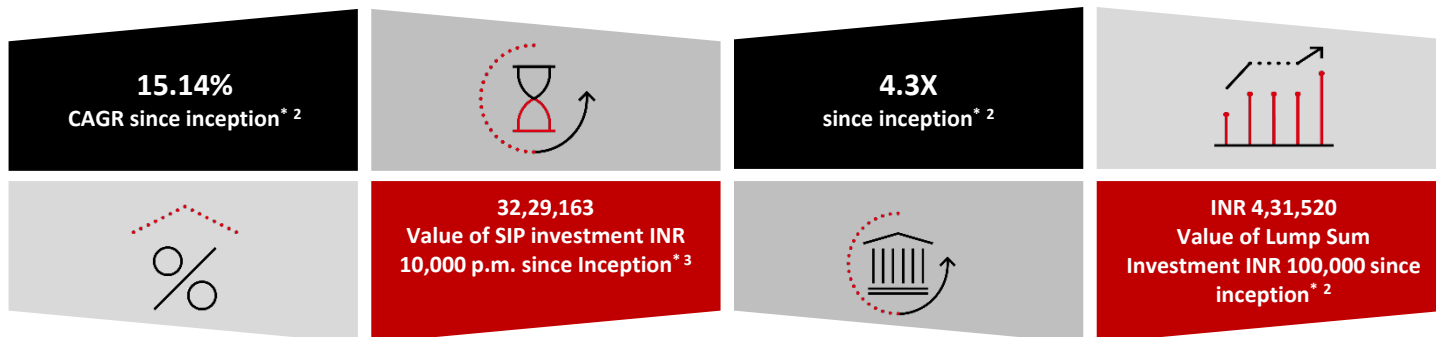 15.14%
CAGR since inception* 2
4.3X
since inception* 2
32,29,163
Value of SIP investment INR
10,000 p.m. since Inception* 3
INR 4,31,520
Value of Lump Sum
Investment INR 100,000 since
inception* 2